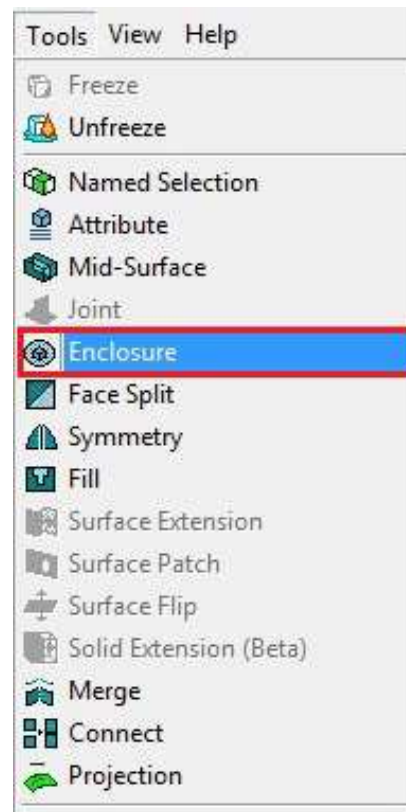 Tools View Help
Freeze
Unfreeze
Named Selection
Attribute
Mid-Surface
Joint
Enclosure
Face Split
Symmetry
Fill
Surface Extension
Surface Patch
Surface Flip
Solid Extension (Beta)
Merge
Connect
Projection